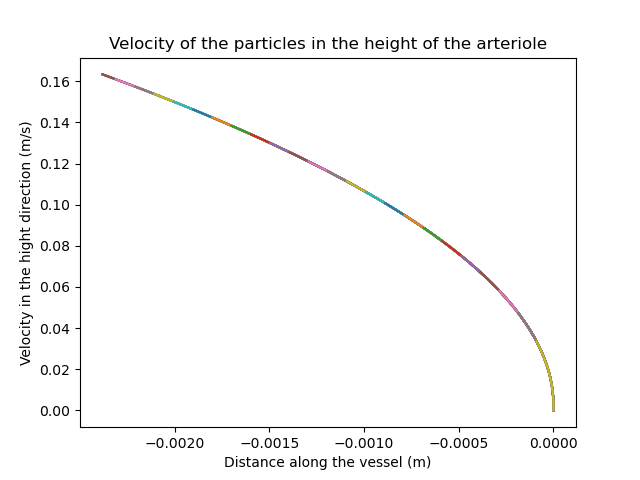 Velocity of the particles in the height of the arteriole
Velocity in the hight direction (m/s)
0.16
0.14
0.12
0.10
0.08
0.06
0.04
0.02
0.00
−0.0020 −0.0015 −0.0010 −0.0005 0.0000
Distance along the vessel (m)